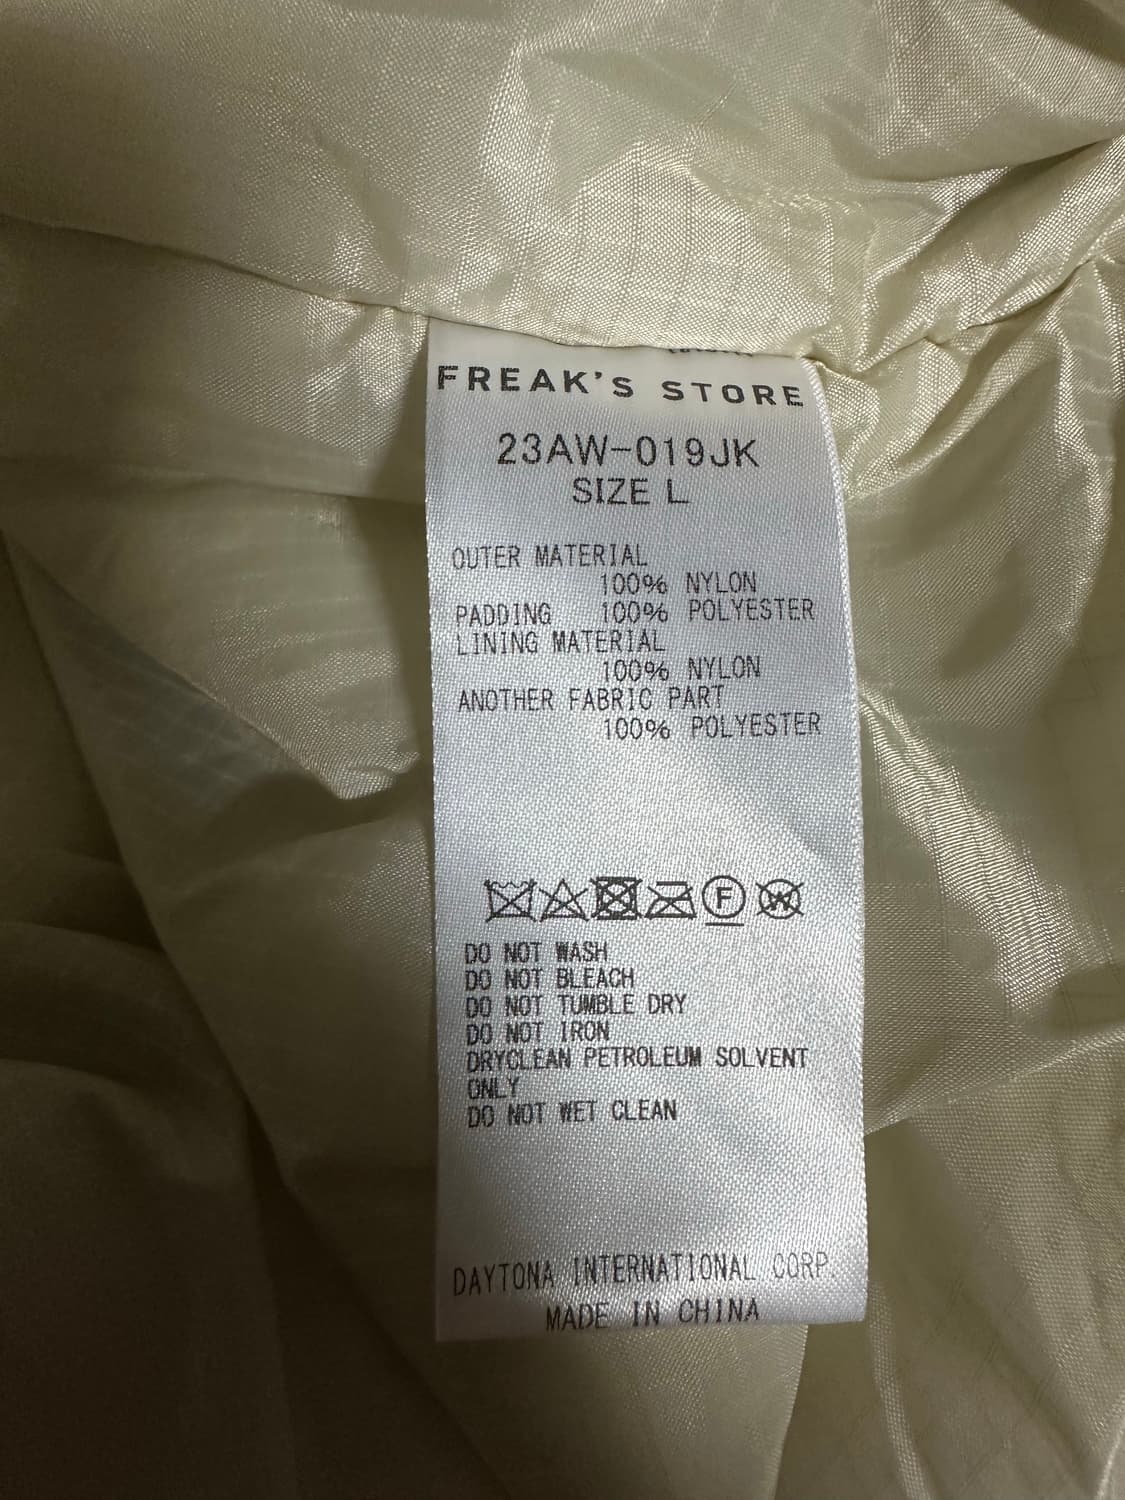 FREAK'S STORE
23AW-019JK
SIZE L
OUTER MATERIAL
100% NYLON
PADDING 100% POLYESTER
LINING MATERIAL
100% NYLON
ANOTHER FABRIC PART
100% POLYESTER
F W
DO NOT WASH
DO NOT BLEACH
DO NOT TUMBLE DRY
DO NOT IRON
DRYCLEAN PETROLEUM SOLVENT
ONLY
DO NOT WET CLEAN
DAYTONA INTERNATIONAL CORP.
MADE IN CHINA